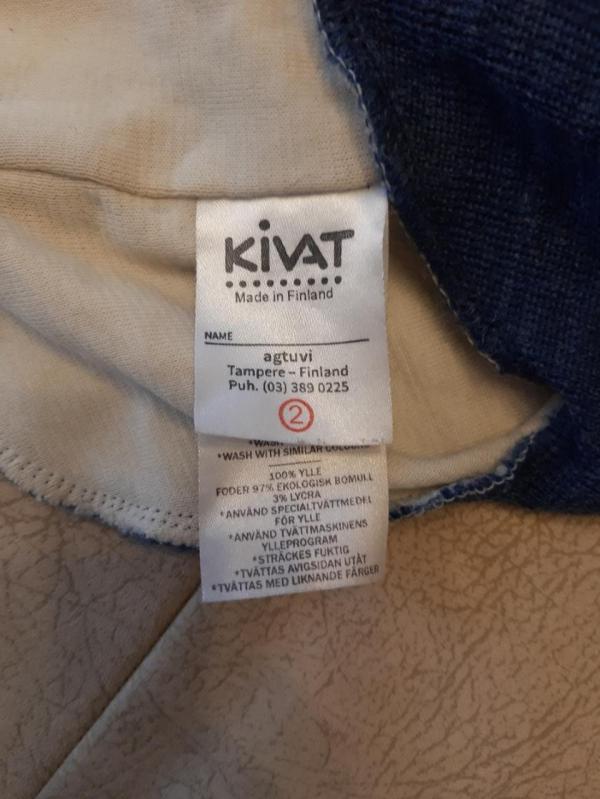 KiVAT
Made in Finland
NAME
agtuvi
Tampere – Finland
Puh. (03) 389 0225
2
*WASH WITH SIMILAR COLOURS
100% YLLE
FODER 97% EKOLOGISK BOMULL
3% LYCRA
*ANVÄND SPECIALTVÄTTMEDEL
FÖR YLLE
*ANVÄND TVÄTTMASKINENS
YLLEPROGRAM
*STRÄCKES FUKTIG
*TVÄTTAS AVIGSIDAN UTÅT
*TVÄTTAS MED LIKNANDE FÄRGER